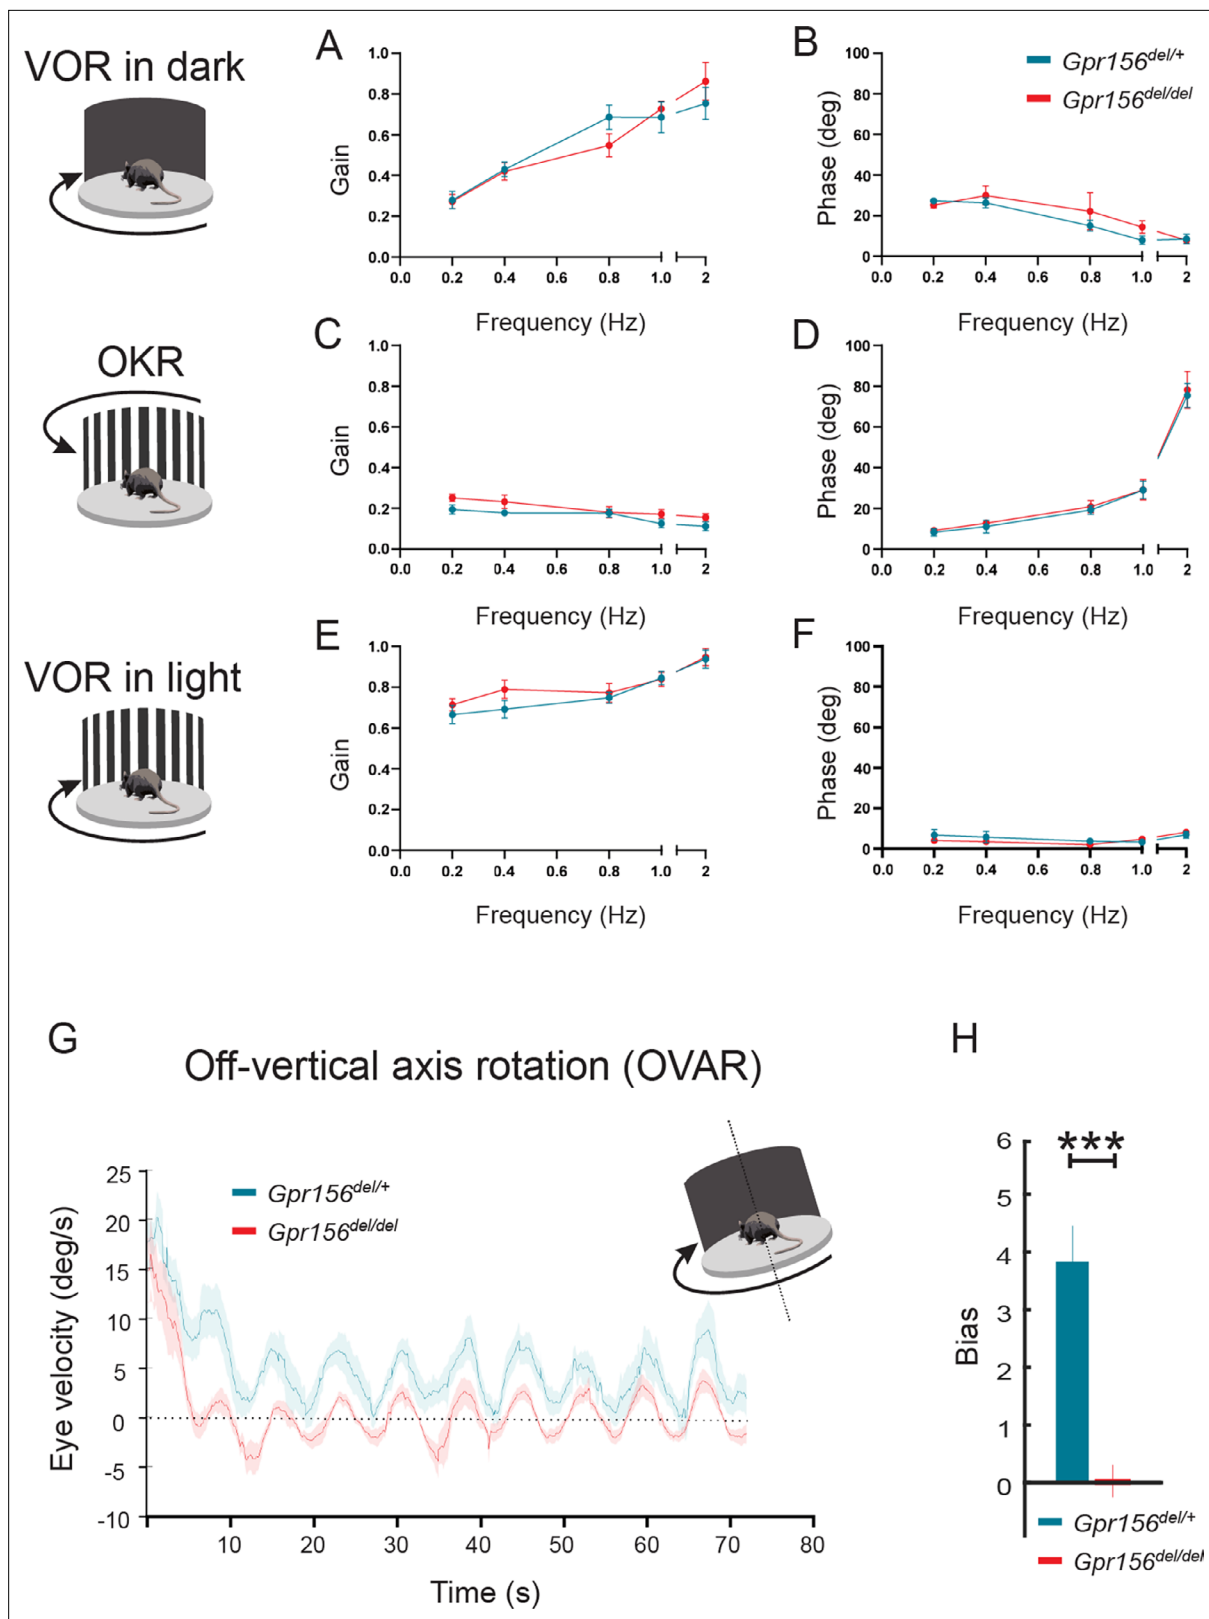 VOR in dark
A
1.0
0.8
0.6
0.4
0.2
0.0
Gain
0.0 0.2 0.4 0.6 0.8 1.0 2
Frequency (Hz)
B
100
80
60
40
20
0
Phase (deg)
0.0 0.2 0.4 0.6 0.8 1.0 2
Frequency (Hz)
Gpr156del/+
Gpr156del/del
OKR
C
1.0
0.8
0.6
0.4
0.2
0.0
Gain
0.0 0.2 0.4 0.6 0.8 1.0 2
Frequency (Hz)
D
100
80
60
40
20
0
Phase (deg)
0.0 0.2 0.4 0.6 0.8 1.0 2
Frequency (Hz)
VOR in light
E
1.0
0.8
0.6
0.4
0.2
0.0
Gain
0.0 0.2 0.4 0.6 0.8 1.0 2
Frequency (Hz)
F
100
80
60
40
20
0
Phase (deg)
0.0 0.2 0.4 0.6 0.8 1.0 2
Frequency (Hz)
G
Off-vertical axis rotation (OVAR)
25
20
15
10
5
0
-5
-10
Eye velocity (deg/s)
Gpr156del/+
Gpr156del/del
10 20 30 40 50 60 70 80
Time (s)
H
6
5
4
3
2
1
0
Bias
***
Gpr156del/+
Gpr156del/del